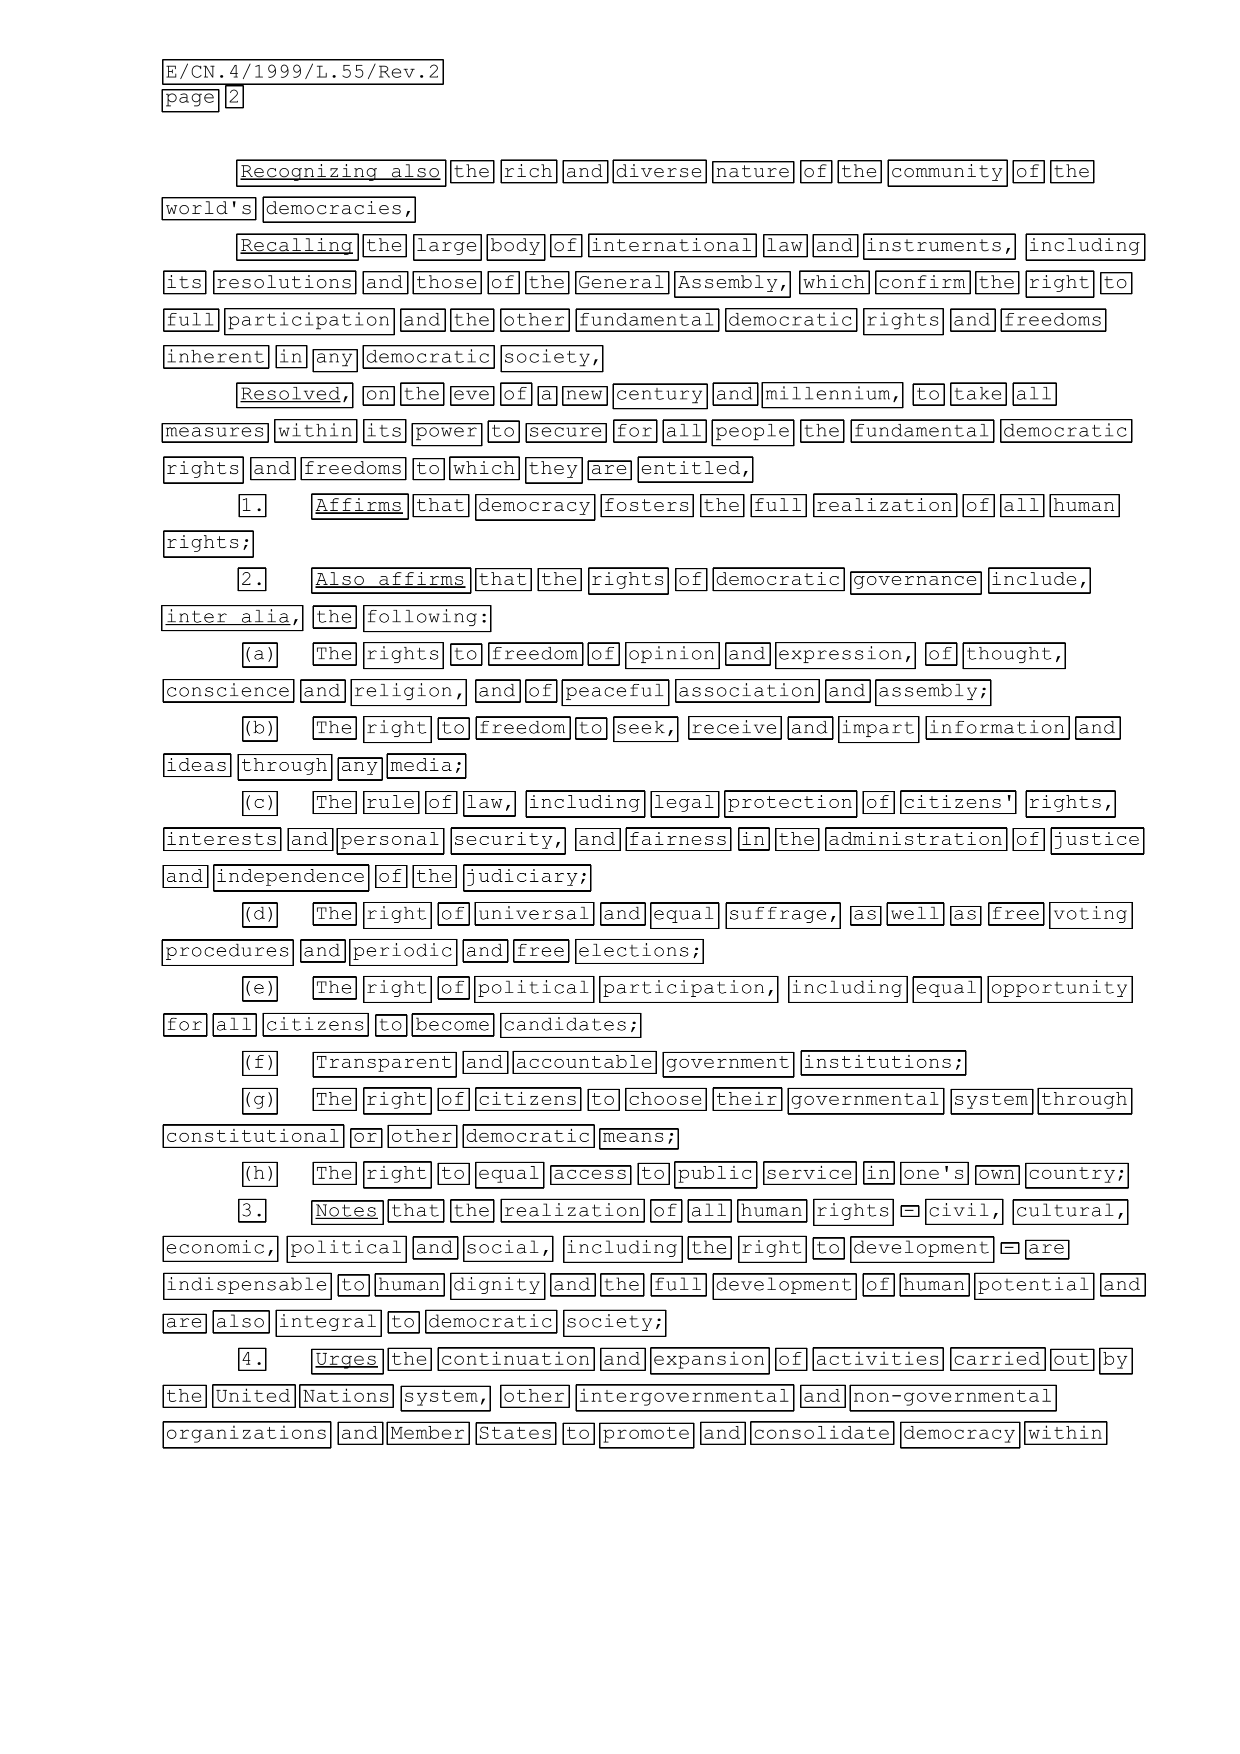 E/CN.4/1999/L.55/Rev.2
page 2
Recognizing also the rich and diverse nature of the community of the
world's democracies,
Recalling the large body of international law and instruments, including
its resolutions and those of the General Assembly, which confirm the right to
full participation and the other fundamental democratic rights and freedoms
inherent in any democratic society,
Resolved, on the eve of a new century and millennium, to take all
measures within its power to secure for all people the fundamental democratic
rights and freedoms to which they are entitled,
1. Affirms that democracy fosters the full realization of all human
rights;
2. Also affirms that the rights of democratic governance include,
inter alia, the following:
(a) The rights to freedom of opinion and expression, of thought,
conscience and religion, and of peaceful association and assembly;
(b) The right to freedom to seek, receive and impart information and
ideas through any media;
(c) The rule of law, including legal protection of citizens' rights,
interests and personal security, and fairness in the administration of justice
and independence of the judiciary;
(d) The right of universal and equal suffrage, as well as free voting
procedures and periodic and free elections;
(e) The right of political participation, including equal opportunity
for all citizens to become candidates;
(f) Transparent and accountable government institutions;
(g) The right of citizens to choose their governmental system through
constitutional or other democratic means;
(h) The right to equal access to public service in one's own country;
3. Notes that the realization of all human rights - civil, cultural,
economic, political and social, including the right to development - are
indispensable to human dignity and the full development of human potential and
are also integral to democratic society;
4. Urges the continuation and expansion of activities carried out by
the United Nations system, other intergovernmental and non-governmental
organizations and Member States to promote and consolidate democracy within